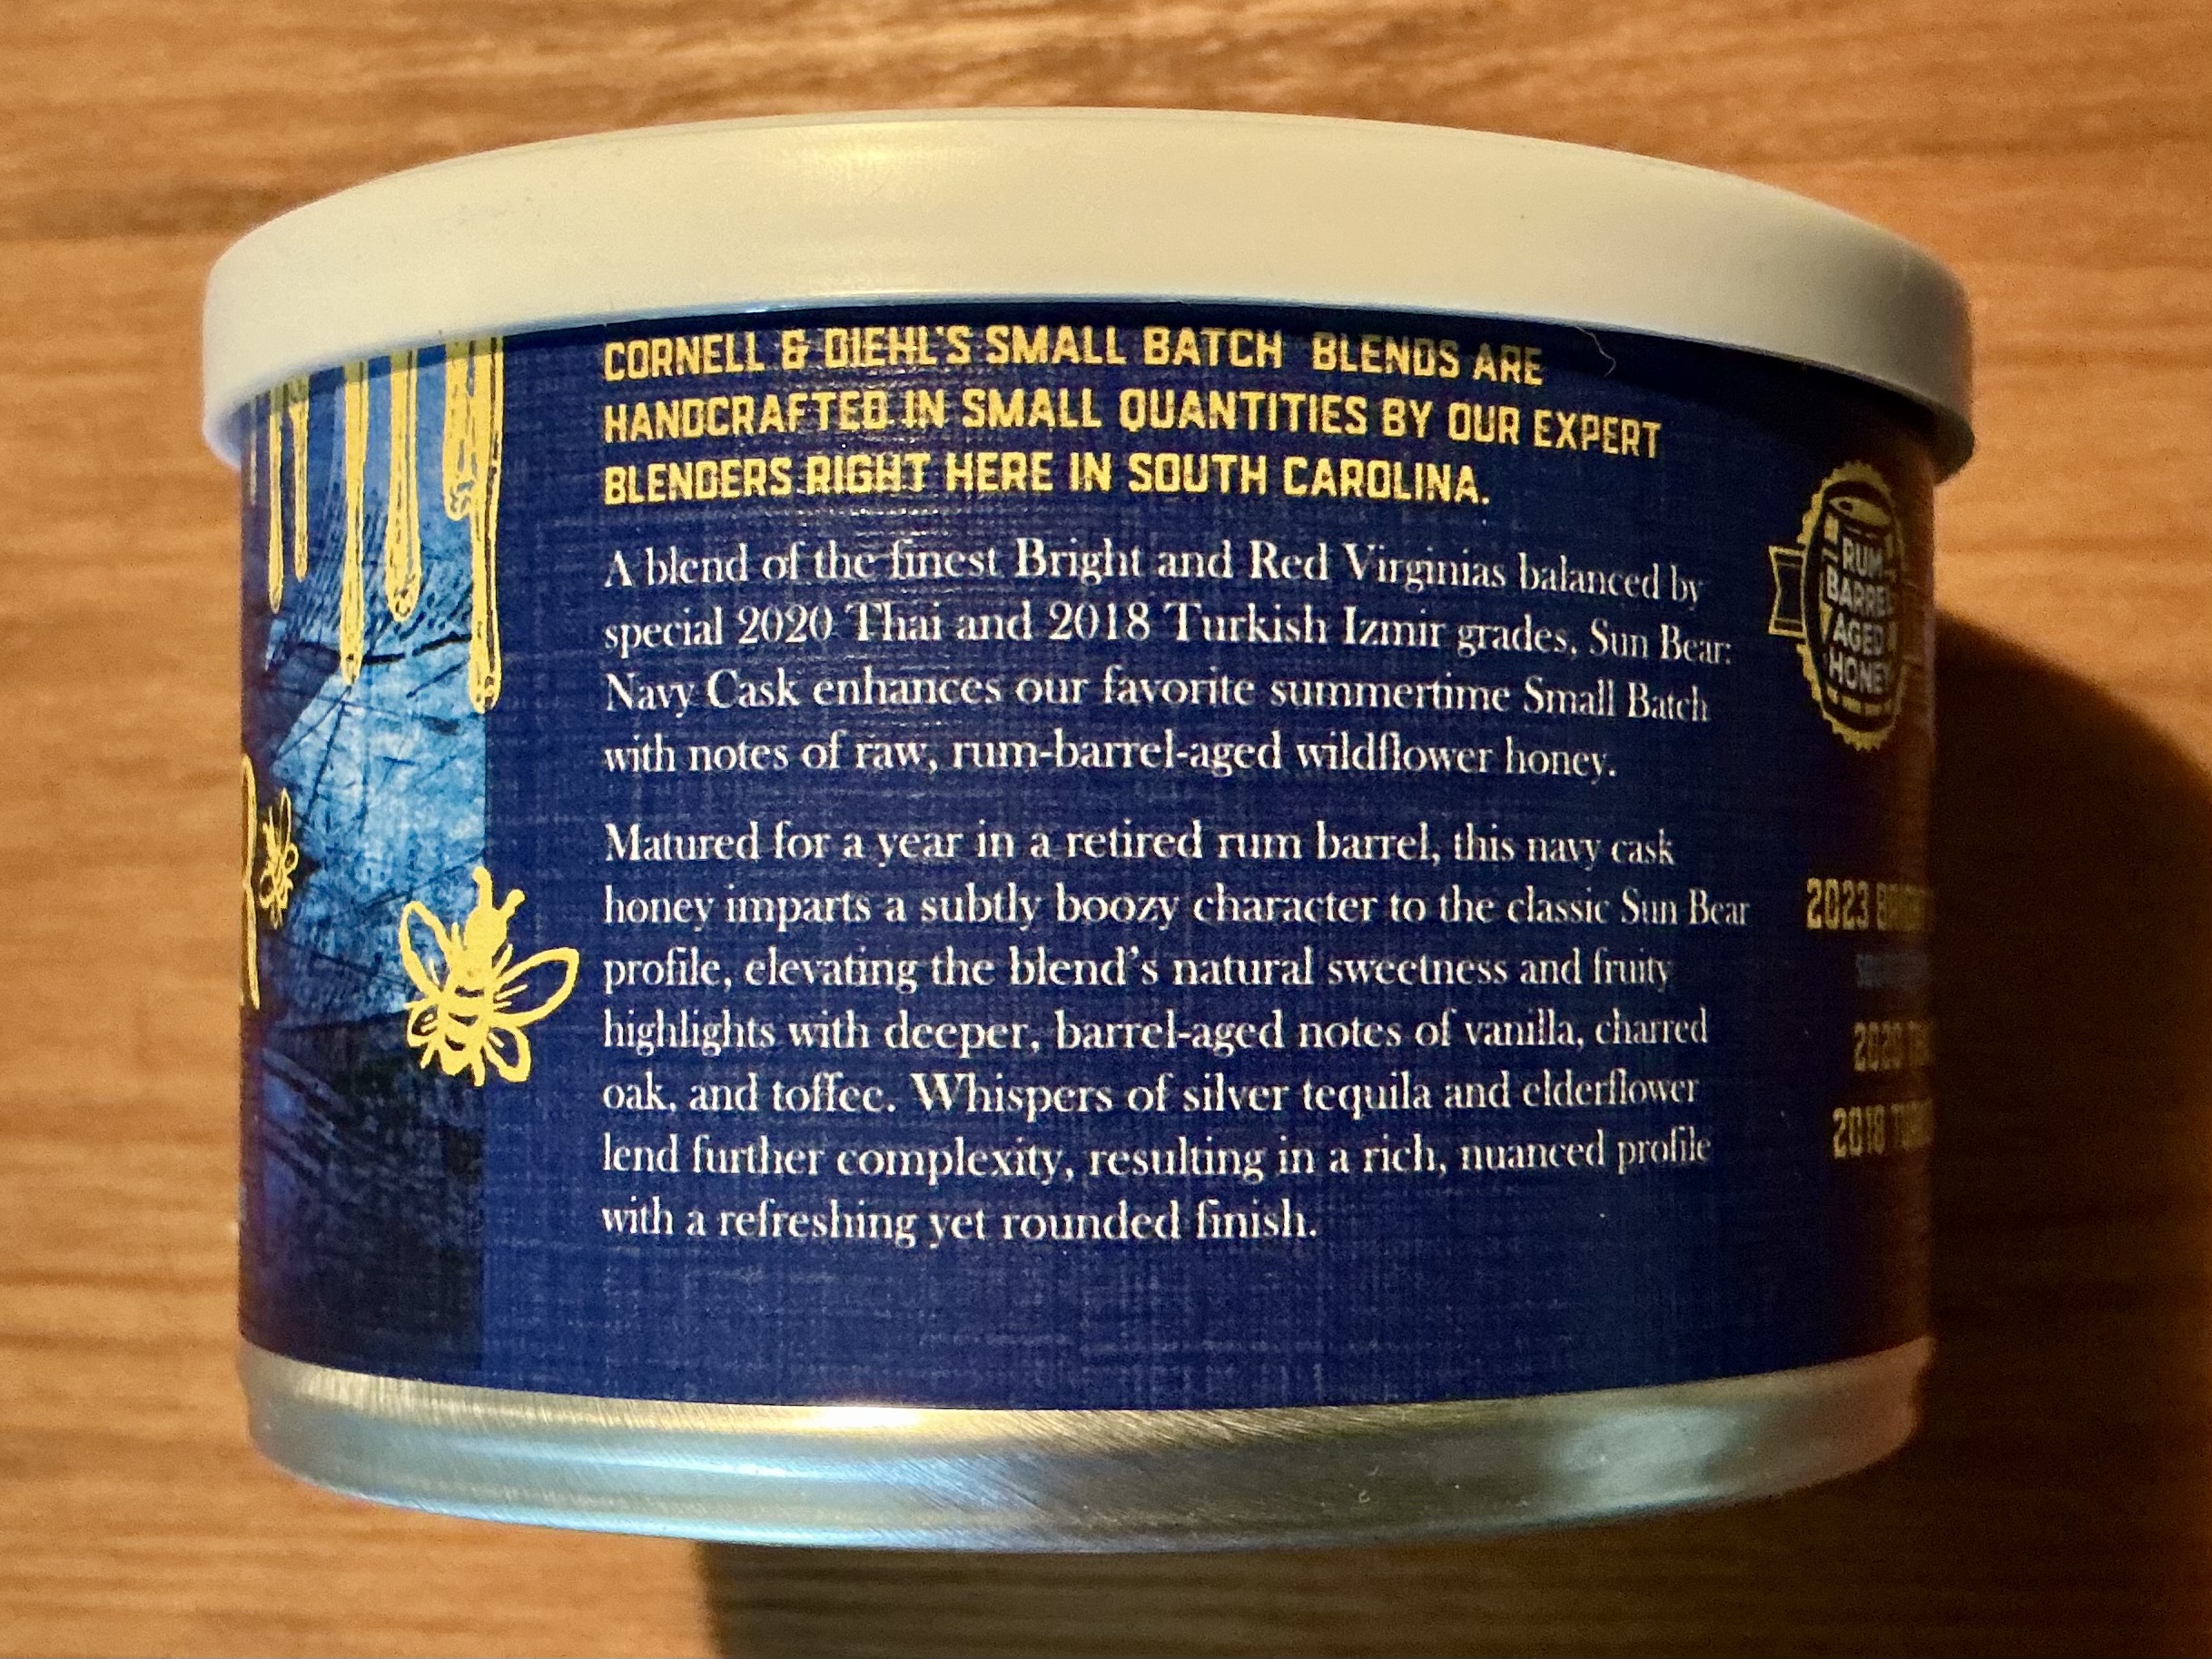 CORNELL & DIEHL'S SMALL BATCH BLENDS ARE
HANDCRAFTED IN SMALL QUANTITIES BY OUR EXPERT
BLENDERS RIGHT HERE IN SOUTH CAROLINA.
A blend of the finest Bright and Red Virginias balanced by
special 2020 Thai and 2018 Turkish Izmir grades, Sun Bear:
Navy Cask enhances our favorite summertime Small Batch
with notes of raw, rum-barrel-aged wildflower honey.
Matured for a year in a retired rum barrel, this navy cask
honey imparts a subtly boozy character to the classic Sun Bear
profile, elevating the blend's natural sweetness and fruity
highlights with deeper, barrel-aged notes of vanilla, charred
oak, and toffee. Whispers of silver tequila and elderflower
lend further complexity, resulting in a rich, nuanced profile
with a refreshing yet rounded finish.
RUM
BARREL
AGED
HONEY
2023
2020
2018